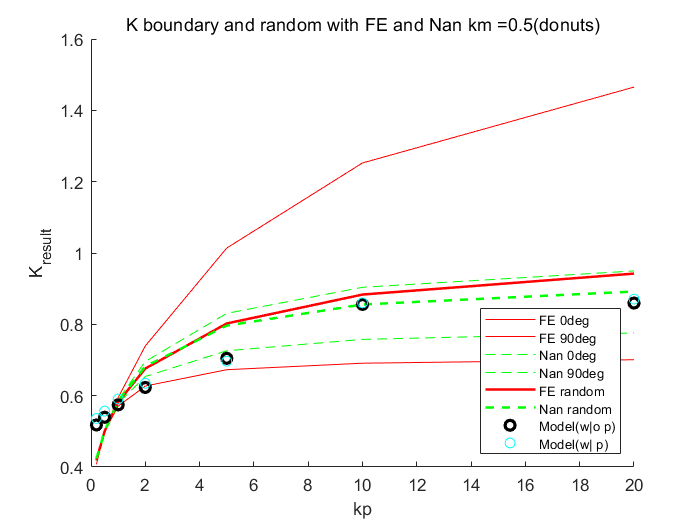 K boundary and random with FE and Nan km =0.5(donuts)
1.6
1.4
1.2
1
0.8
0.6
0.4
K_result
0 2 4 6 8 10 12 14 16 18 20
kp
FE 0deg
FE 90deg
Nan 0deg
Nan 90deg
FE random
Nan random
Model(w|o p)
Model(w| p)